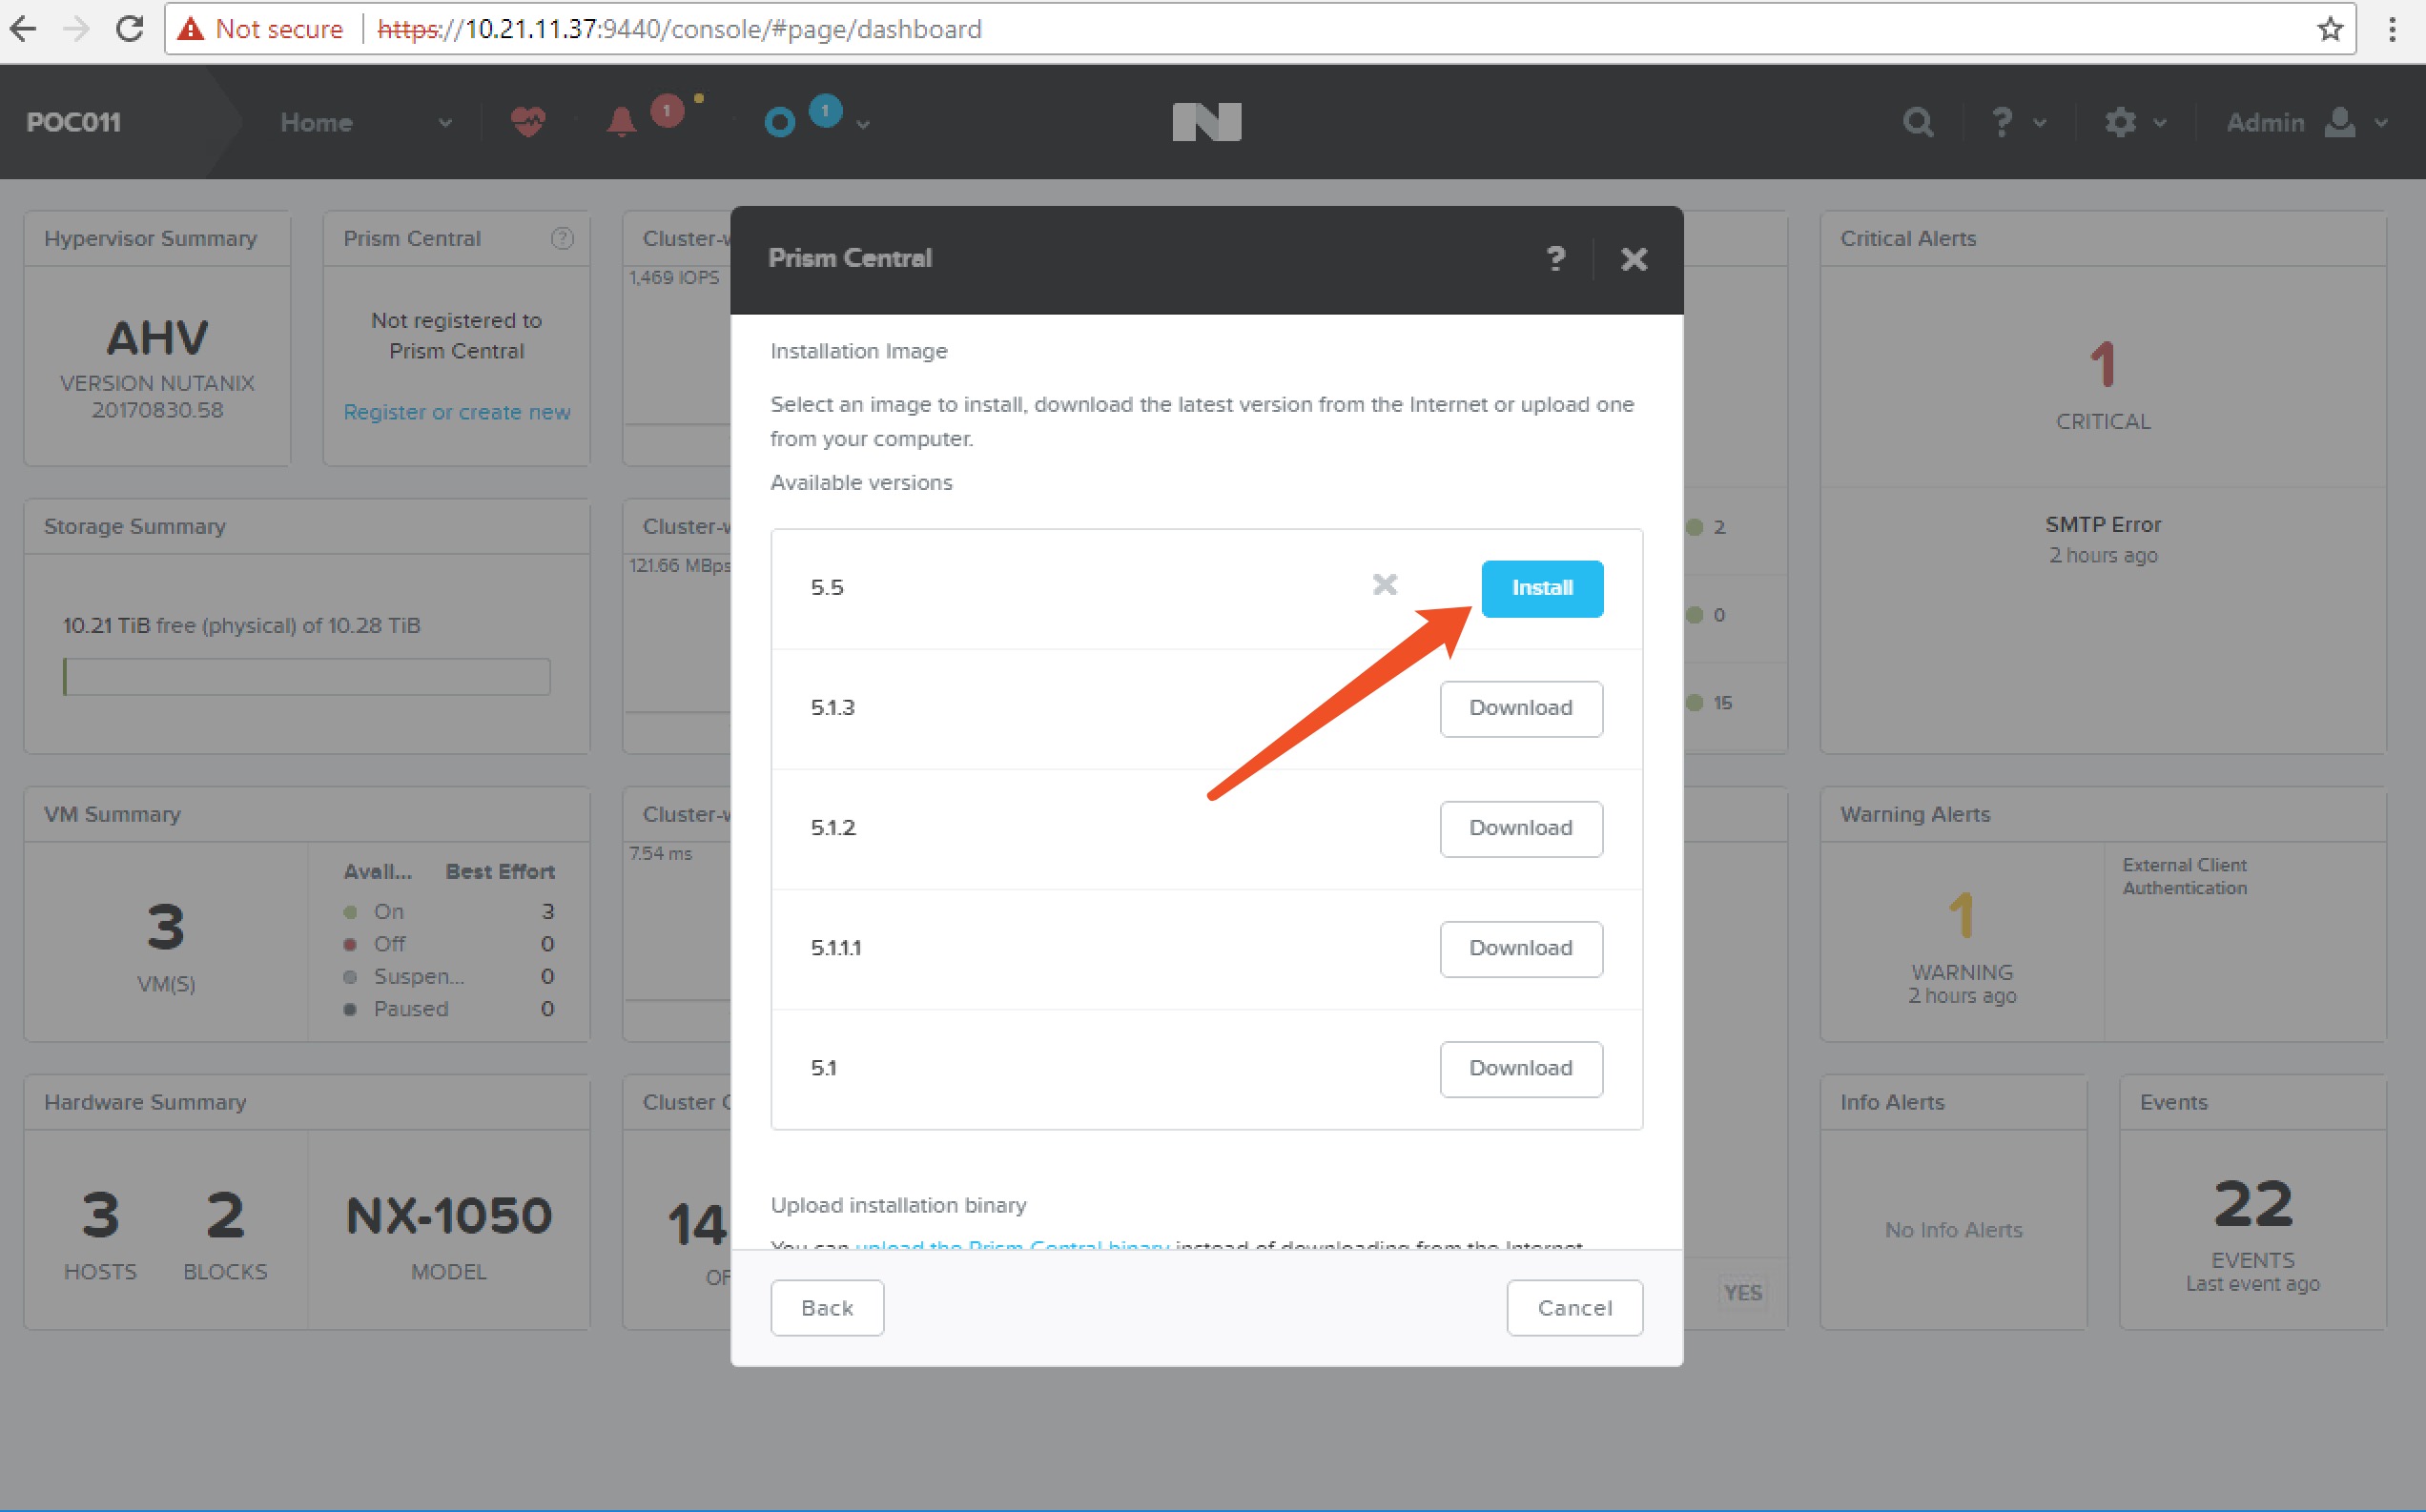 Not secure https://10.21.11.37:9440/console/#page/dashboard
POC011 Home 1 1 N ? Admin
Hypervisor Summary
AHV
VERSION NUTANIX
20170830.58
Prism Central ?
Not registered to
Prism Central
Register or create new
Cluster-w
1,469 IOPS
Storage Summary
10.21 TiB free (physical) of 10.28 TiB
Cluster-w
121.66 MBps
VM Summary
3
VM(S)
Avail... Best Effort
On 3
Off 0
Suspen... 0
Paused 0
Cluster-w
7.54 ms
Hardware Summary
3
HOSTS
2
BLOCKS
NX-1050
MODEL
Cluster
14
OF
Prism Central ?
Installation Image
Select an image to install, download the latest version from the Internet or upload one
from your computer.
Available versions
5.5 Install
5.1.3 Download
5.1.2 Download
5.1.1.1 Download
5.1 Download
Upload installation binary
You can upload the Prism Central binary instead of downloading from the Internet
Back Cancel
2
0
15
YES
Critical Alerts
1
CRITICAL
SMTP Error
2 hours ago
Warning Alerts
1
WARNING
2 hours ago
External Client
Authentication
Info Alerts
No Info Alerts
Events
22
EVENTS
Last event ago